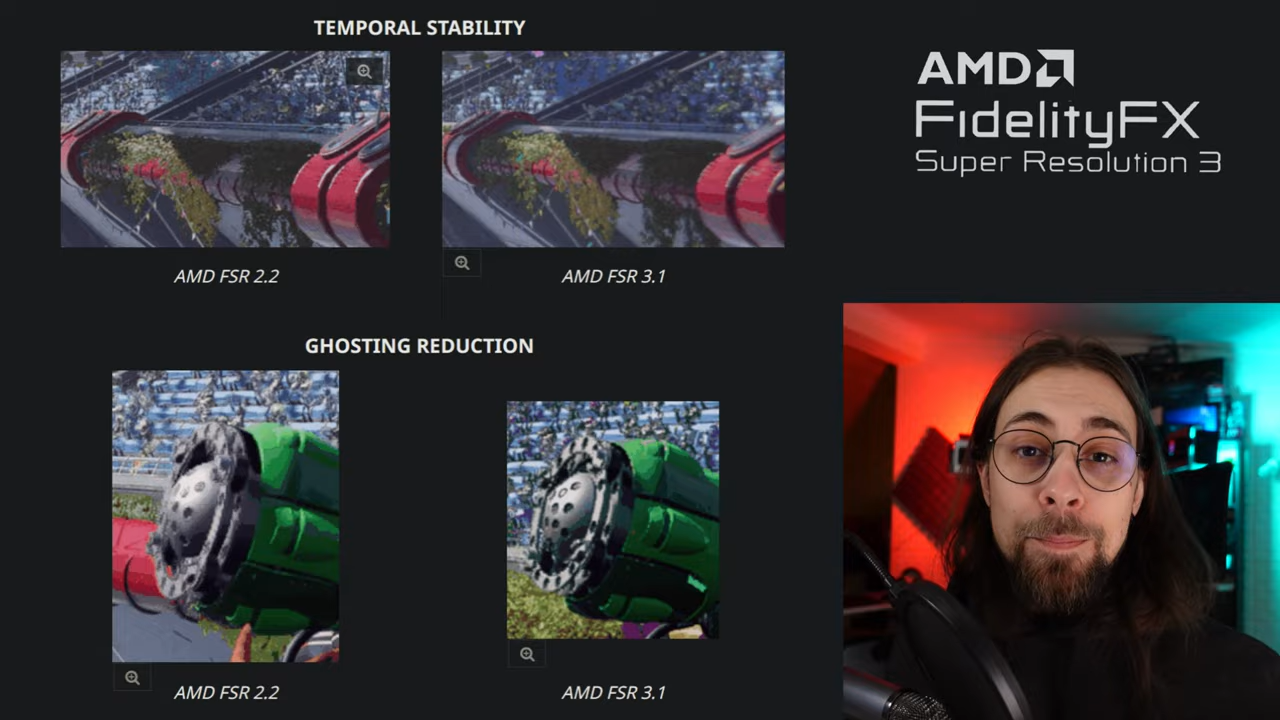 TEMPORAL STABILITY
AMD FSR 2.2
AMD FSR 3.1
GHOSTING REDUCTION
AMD FSR 2.2
AMD FSR 3.1
AMD
FidelityFX
Super Resolution 3